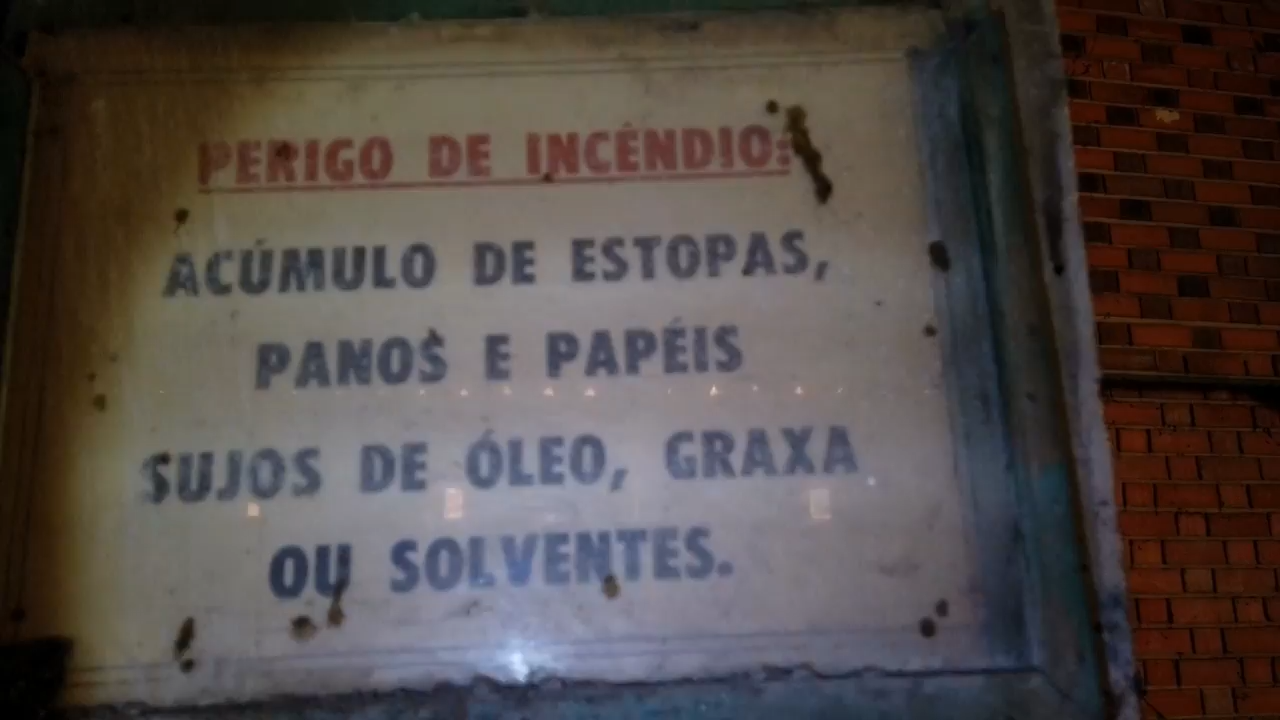 PERIGO DE INCÊNDIO:
ACÚMULO DE ESTOPAS,
PANOS E PAPÉIS
SUJOS DE ÓLEO, GRAXA
OU SOLVENTES.